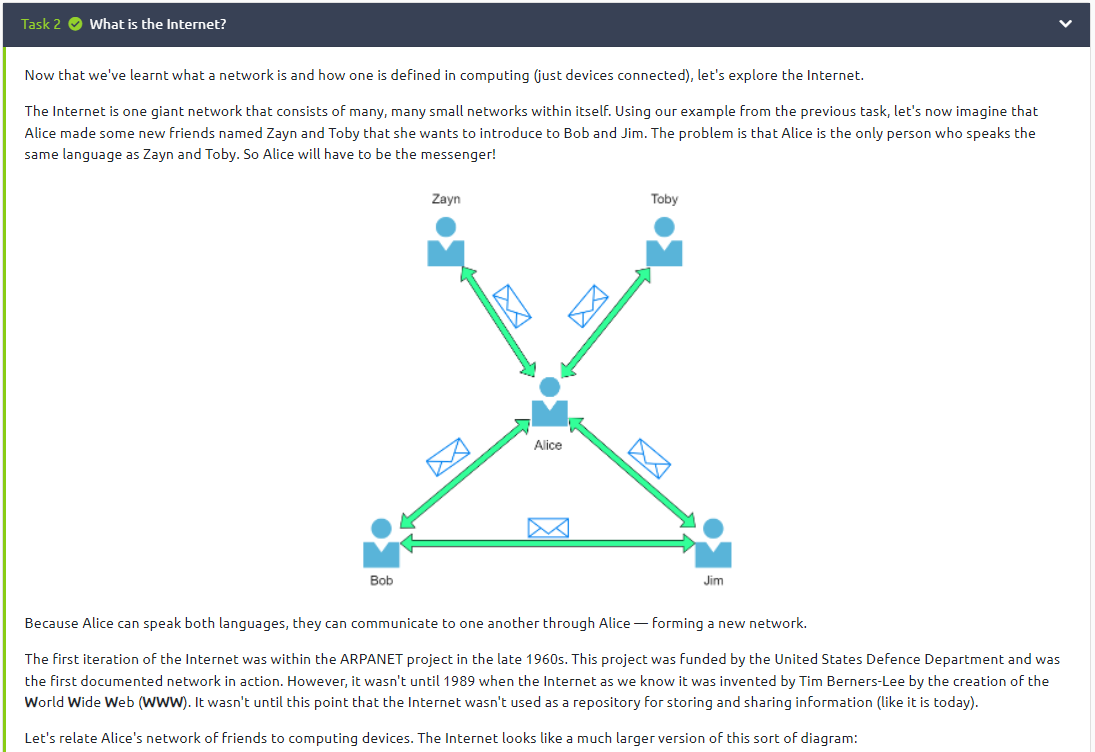 Task 2 What is the Internet?
Now that we've learnt what a network is and how one is defined in computing (just devices connected), let's explore the Internet.
The Internet is one giant network that consists of many, many small networks within itself. Using our example from the previous task, let's now imagine that
Alice made some new friends named Zayn and Toby that she wants to introduce to Bob and Jim. The problem is that Alice is the only person who speaks the
same language as Zayn and Toby. So Alice will have to be the messenger!
Zayn
Toby
Alice
Bob
Jim
Because Alice can speak both languages, they can communicate to one another through Alice — forming a new network.
The first iteration of the Internet was within the ARPANET project in the late 1960s. This project was funded by the United States Defence Department and was
the first documented network in action. However, it wasn't until 1989 when the Internet as we know it was invented by Tim Berners-Lee by the creation of the
World Wide Web (WWW). It wasn't until this point that the Internet wasn't used as a repository for storing and sharing information (like it is today).
Let's relate Alice's network of friends to computing devices. The Internet looks like a much larger version of this sort of diagram: